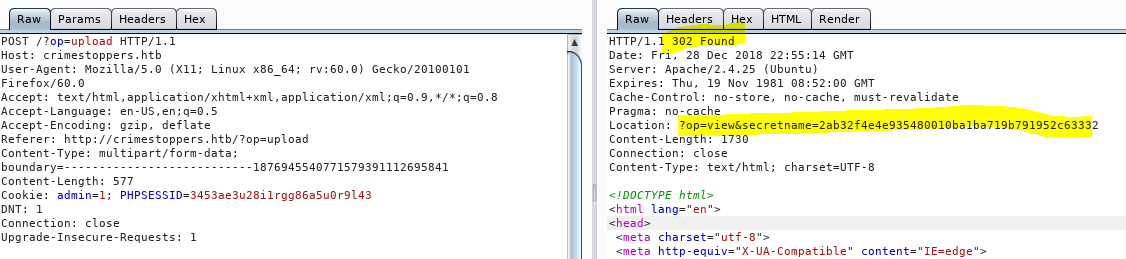 Raw Params Headers Hex
POST /?op=upload HTTP/1.1
Host: crimestoppers.htb
User-Agent: Mozilla/5.0 (X11; Linux x86_64; rv:60.0) Gecko/20100101
Firefox/60.0
Accept: text/html,application/xhtml+xml,application/xml;q=0.9,*/*;q=0.8
Accept-Language: en-US,en;q=0.5
Accept-Encoding: gzip, deflate
Referer: http://crimestoppers.htb/?op=upload
Content-Type: multipart/form-data;
boundary=---------------------------18769455407715793911126958​41
Content-Length: 577
Cookie: admin=1; PHPSESSID=3453ae3u28i1rgg86a5u0r9l43
DNT: 1
Connection: close
Upgrade-Insecure-Requests: 1
Raw Headers Hex HTML Render
HTTP/1.1 302 Found
Date: Fri, 28 Dec 2018 22:55:14 GMT
Server: Apache/2.4.25 (Ubuntu)
Expires: Thu, 19 Nov 1981 08:52:00 GMT
Cache-Control: no-store, no-cache, must-revalidate
Pragma: no-cache
Location: ?op=view&secretname=2ab32f4e4e935480010ba1ba719b791952c63332
Content-Length: 1730
Connection: close
Content-Type: text/html; charset=UTF-8
<!DOCTYPE html>
<html lang="en">
<head>
<meta charset="utf-8">
<meta http-equiv="X-UA-Compatible" content="IE=edge">